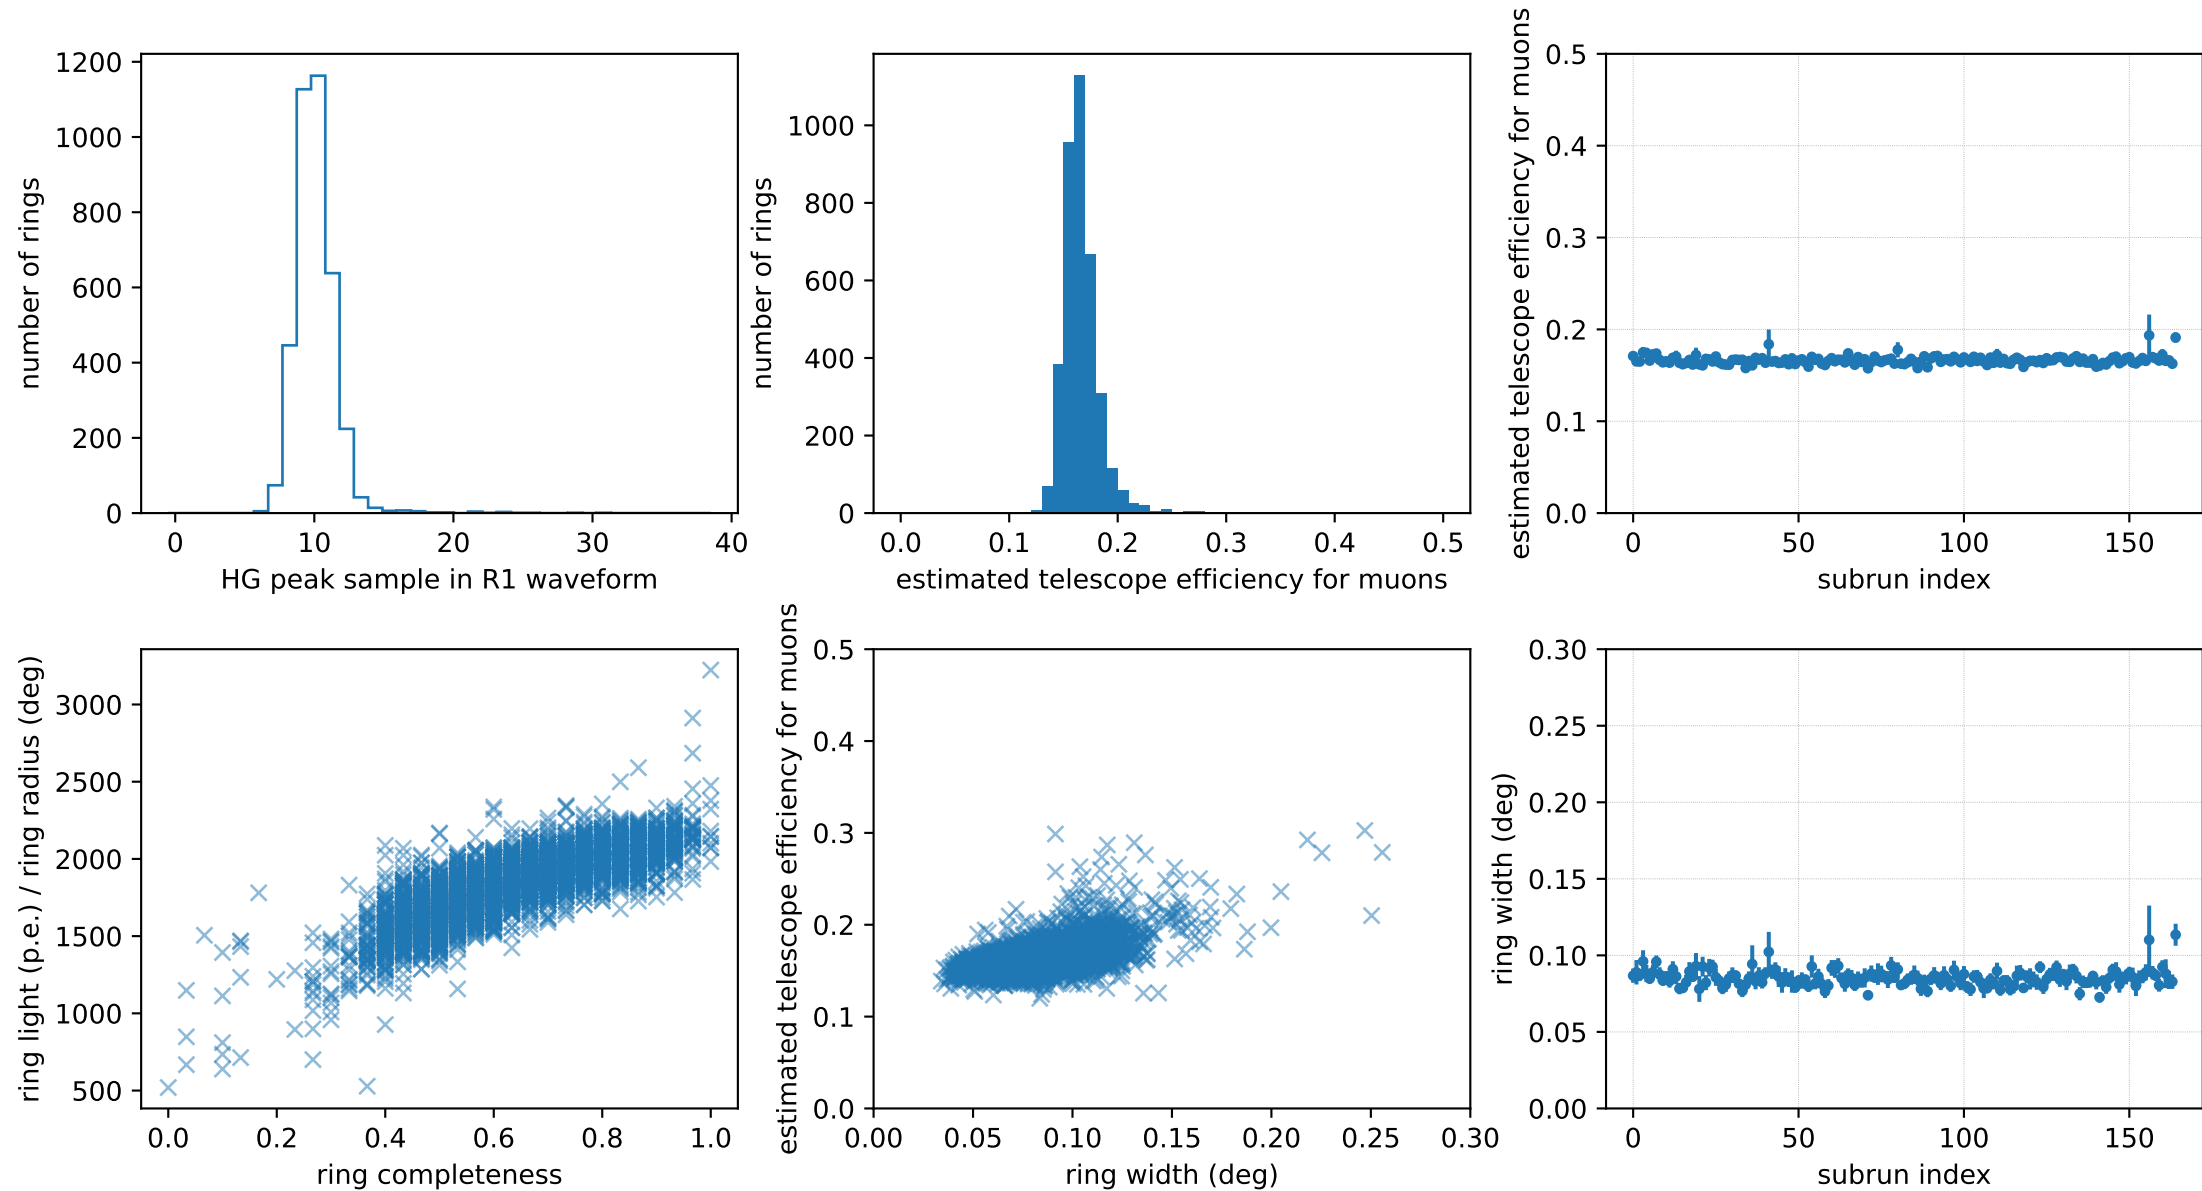 1200
1000
800
600
400
200
0
number of rings
0 10 20 30 40
HG peak sample in R1 waveform
1000
800
600
400
200
0
number of rings
0.0 0.1 0.2 0.3 0.4 0.5
estimated telescope efficiency for muons
0.5
0.4
0.3
0.2
0.1
0.0
estimated telescope efficiency for muons
0 50 100 150
subrun index
3000
2500
2000
1500
1000
500
ring light (p.e.) / ring radius (deg)
0.0 0.2 0.4 0.6 0.8 1.0
ring completeness
0.5
0.4
0.3
0.2
0.1
0.0
estimated telescope efficiency for muons
0.00 0.05 0.10 0.15 0.20 0.25 0.30
ring width (deg)
0.30
0.25
0.20
0.15
0.10
0.05
0.00
ring width (deg)
0 50 100 150
subrun index